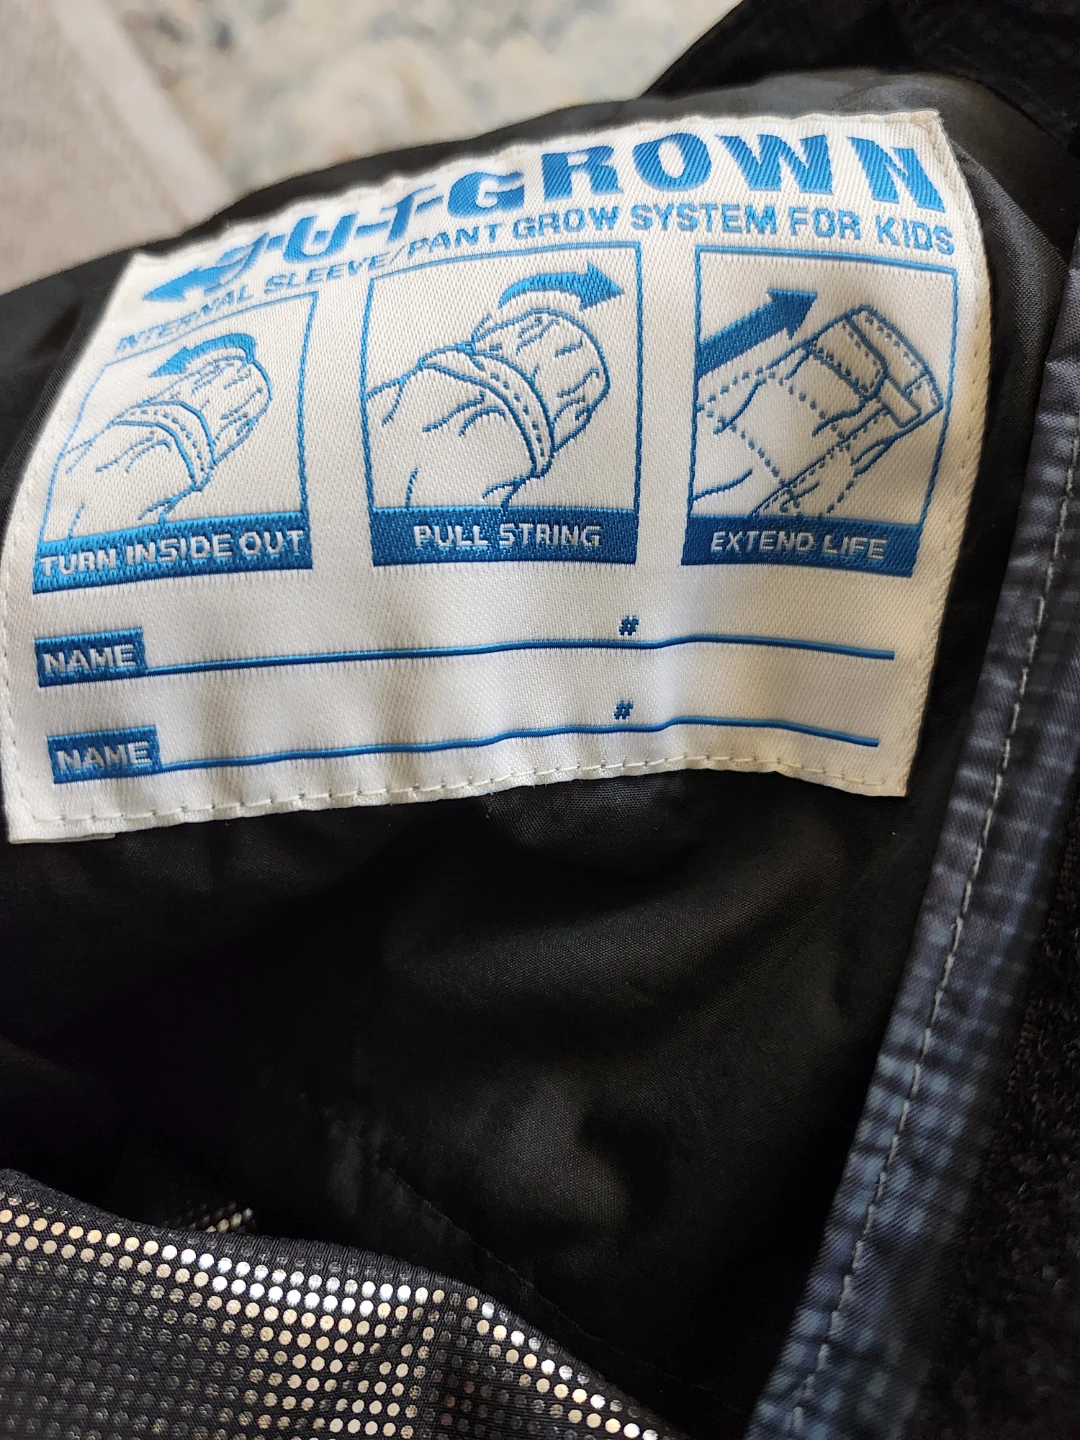 O-U-T-GROWN
INTERNAL SLEEVE/PANT GROW SYSTEM FOR KIDS
TURN INSIDE OUT
PULL STRING
EXTEND LIFE
NAME #
NAME #